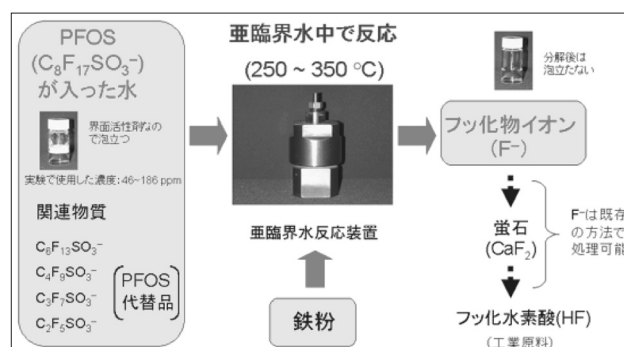 PFOS
(C₈F₁₇SO₃⁻)
が入った水
界面活性剤なの
で泡立つ
実験で使用した濃度：46~186 ppm
関連物質
C₆F₁₃SO₃⁻
C₄F₉SO₃⁻
C₃F₇SO₃⁻
C₂F₅SO₃⁻
PFOS
代替品
亜臨界水中で反応
(250 ~ 350 °C)
亜臨界水反応装置
鉄粉
分解後は
泡立たない
フッ化物イオン
(F⁻)
蛍石
(CaF₂)
F⁻は既存
の方法で
処理可能
フッ化水素酸(HF)
(工業原料)